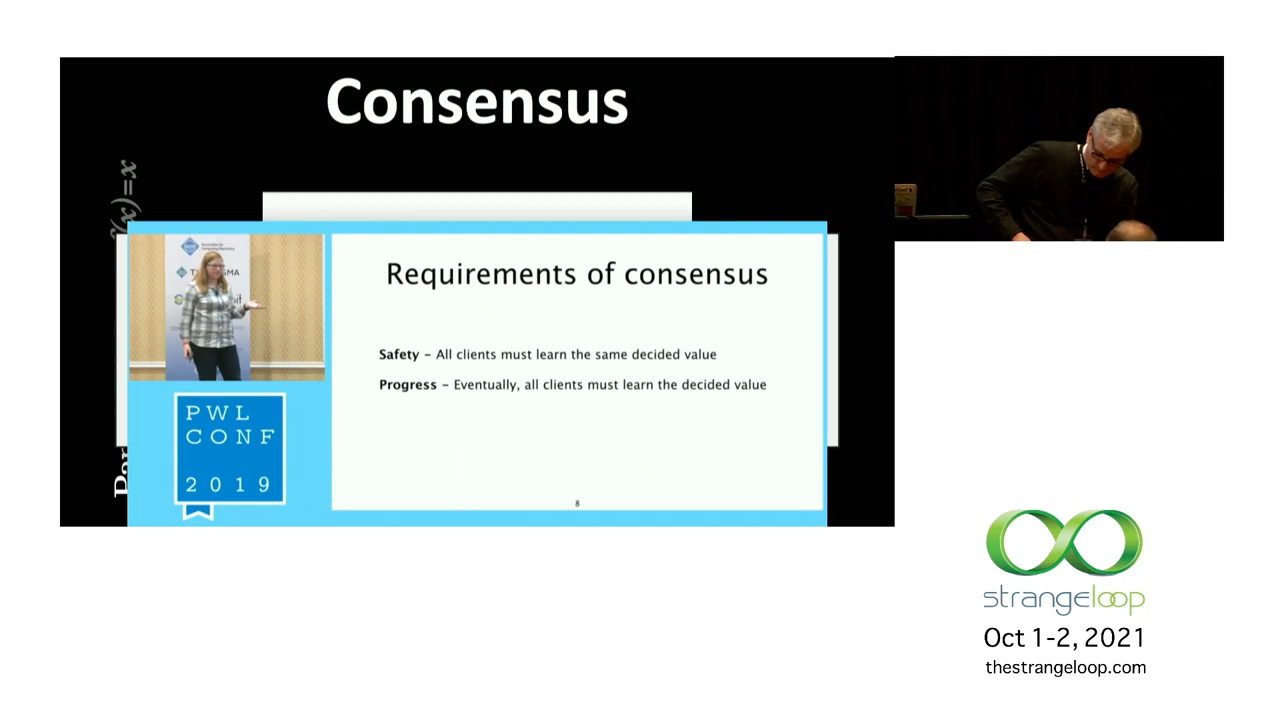 Consensus
(x)=x
Requirements of consensus
Safety – All clients must learn the same decided value
Progress – Eventually, all clients must learn the decided value
8
PWL
CONF
2019
strangeloop
Oct 1-2, 2021
thestrangeloop.com